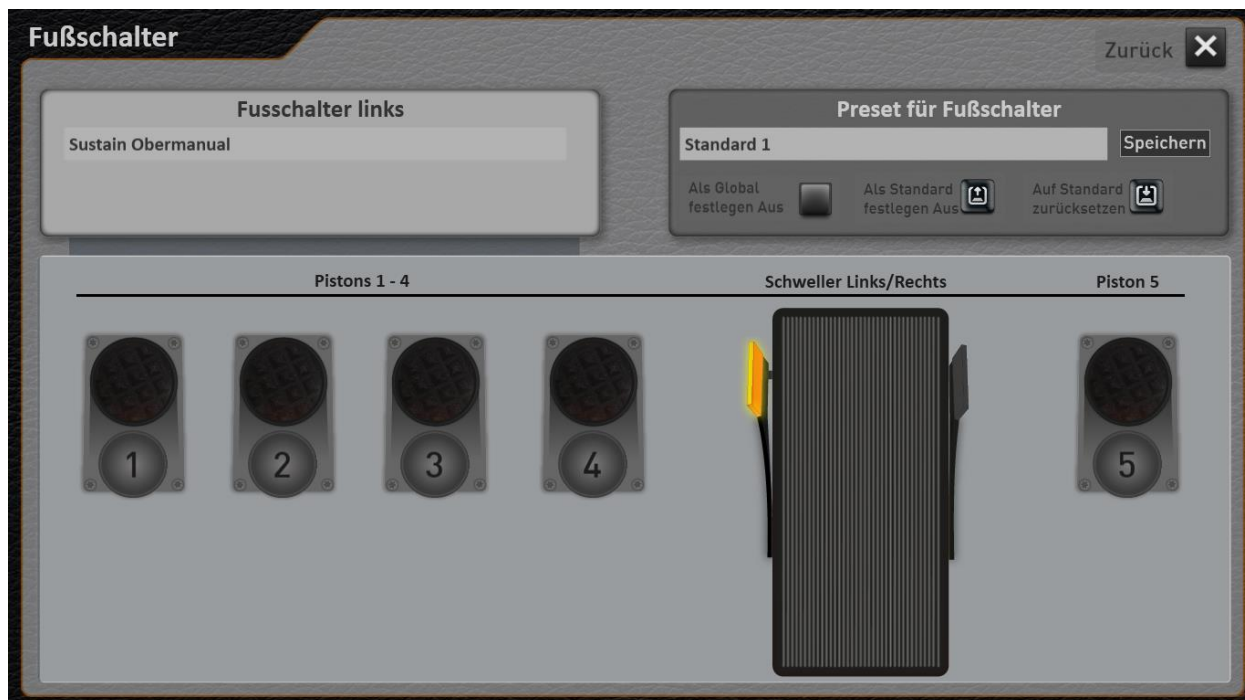 Fußschalter
Zurück
Fusschalter links
Sustain Obermanual
Preset für Fußschalter
Standard 1
Speichern
Als Global
festlegen Aus
Als Standard
festlegen Aus
Auf Standard
zurücksetzen
Pistons 1 - 4
Schweller Links/Rechts
Piston 5
1
2
3
4
5